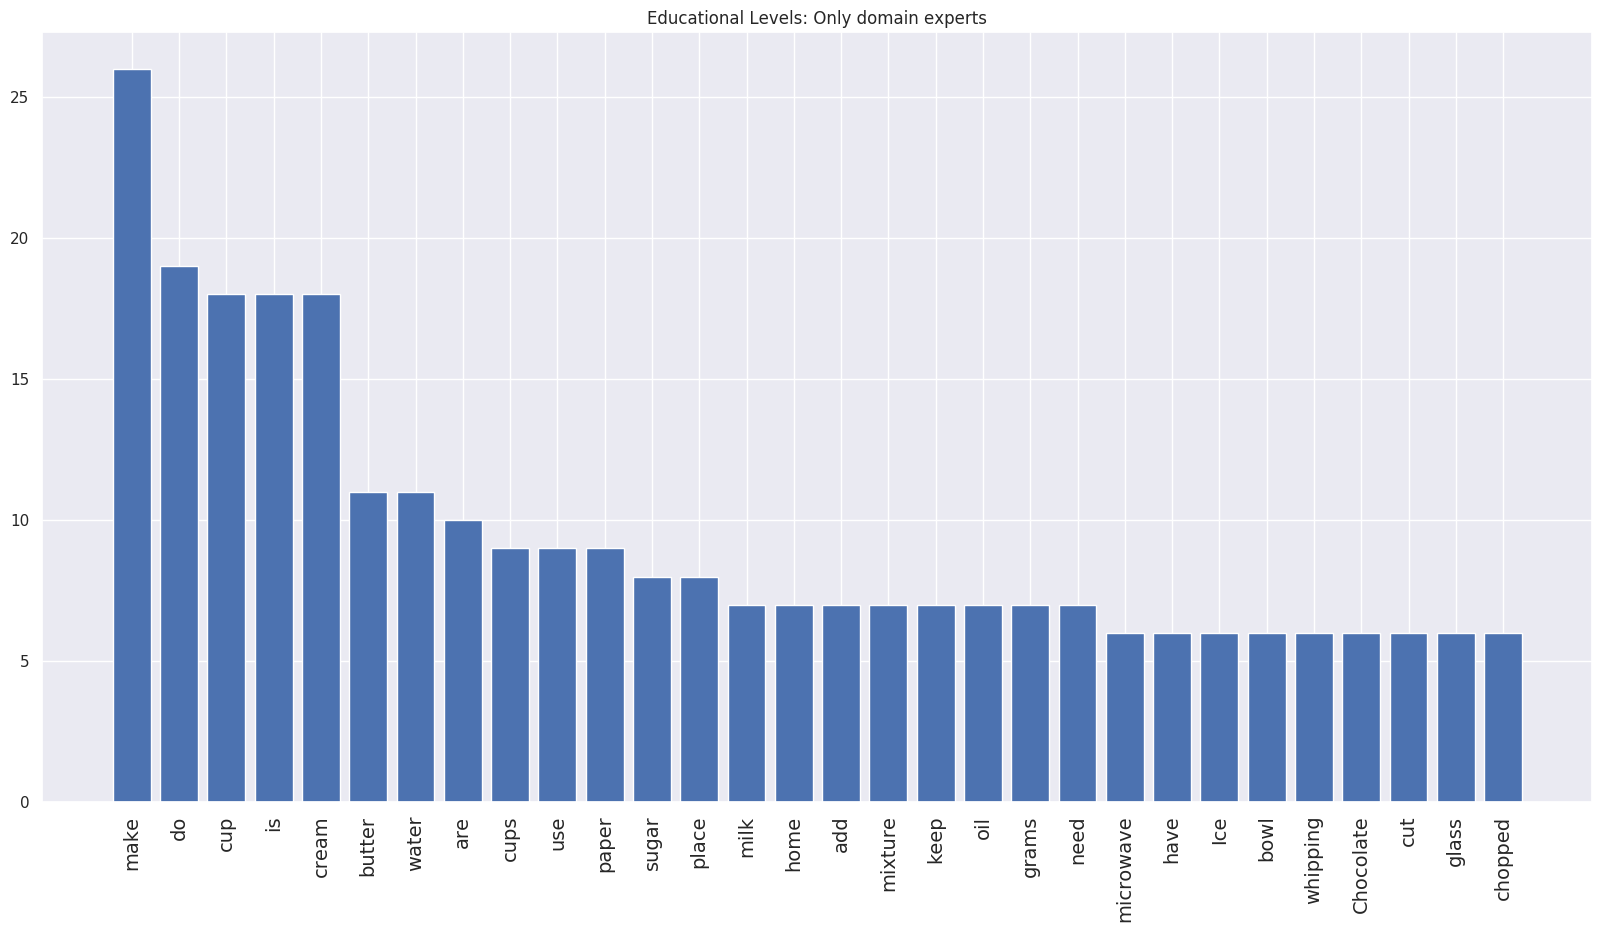 Educational Levels: Only domain experts
25
20
15
10
5
0
make
do
cup
is
cream
butter
water
are
cups
use
paper
sugar
place
milk
home
add
mixture
keep
oil
grams
need
microwave
have
Ice
bowl
whipping
Chocolate
cut
glass
chopped